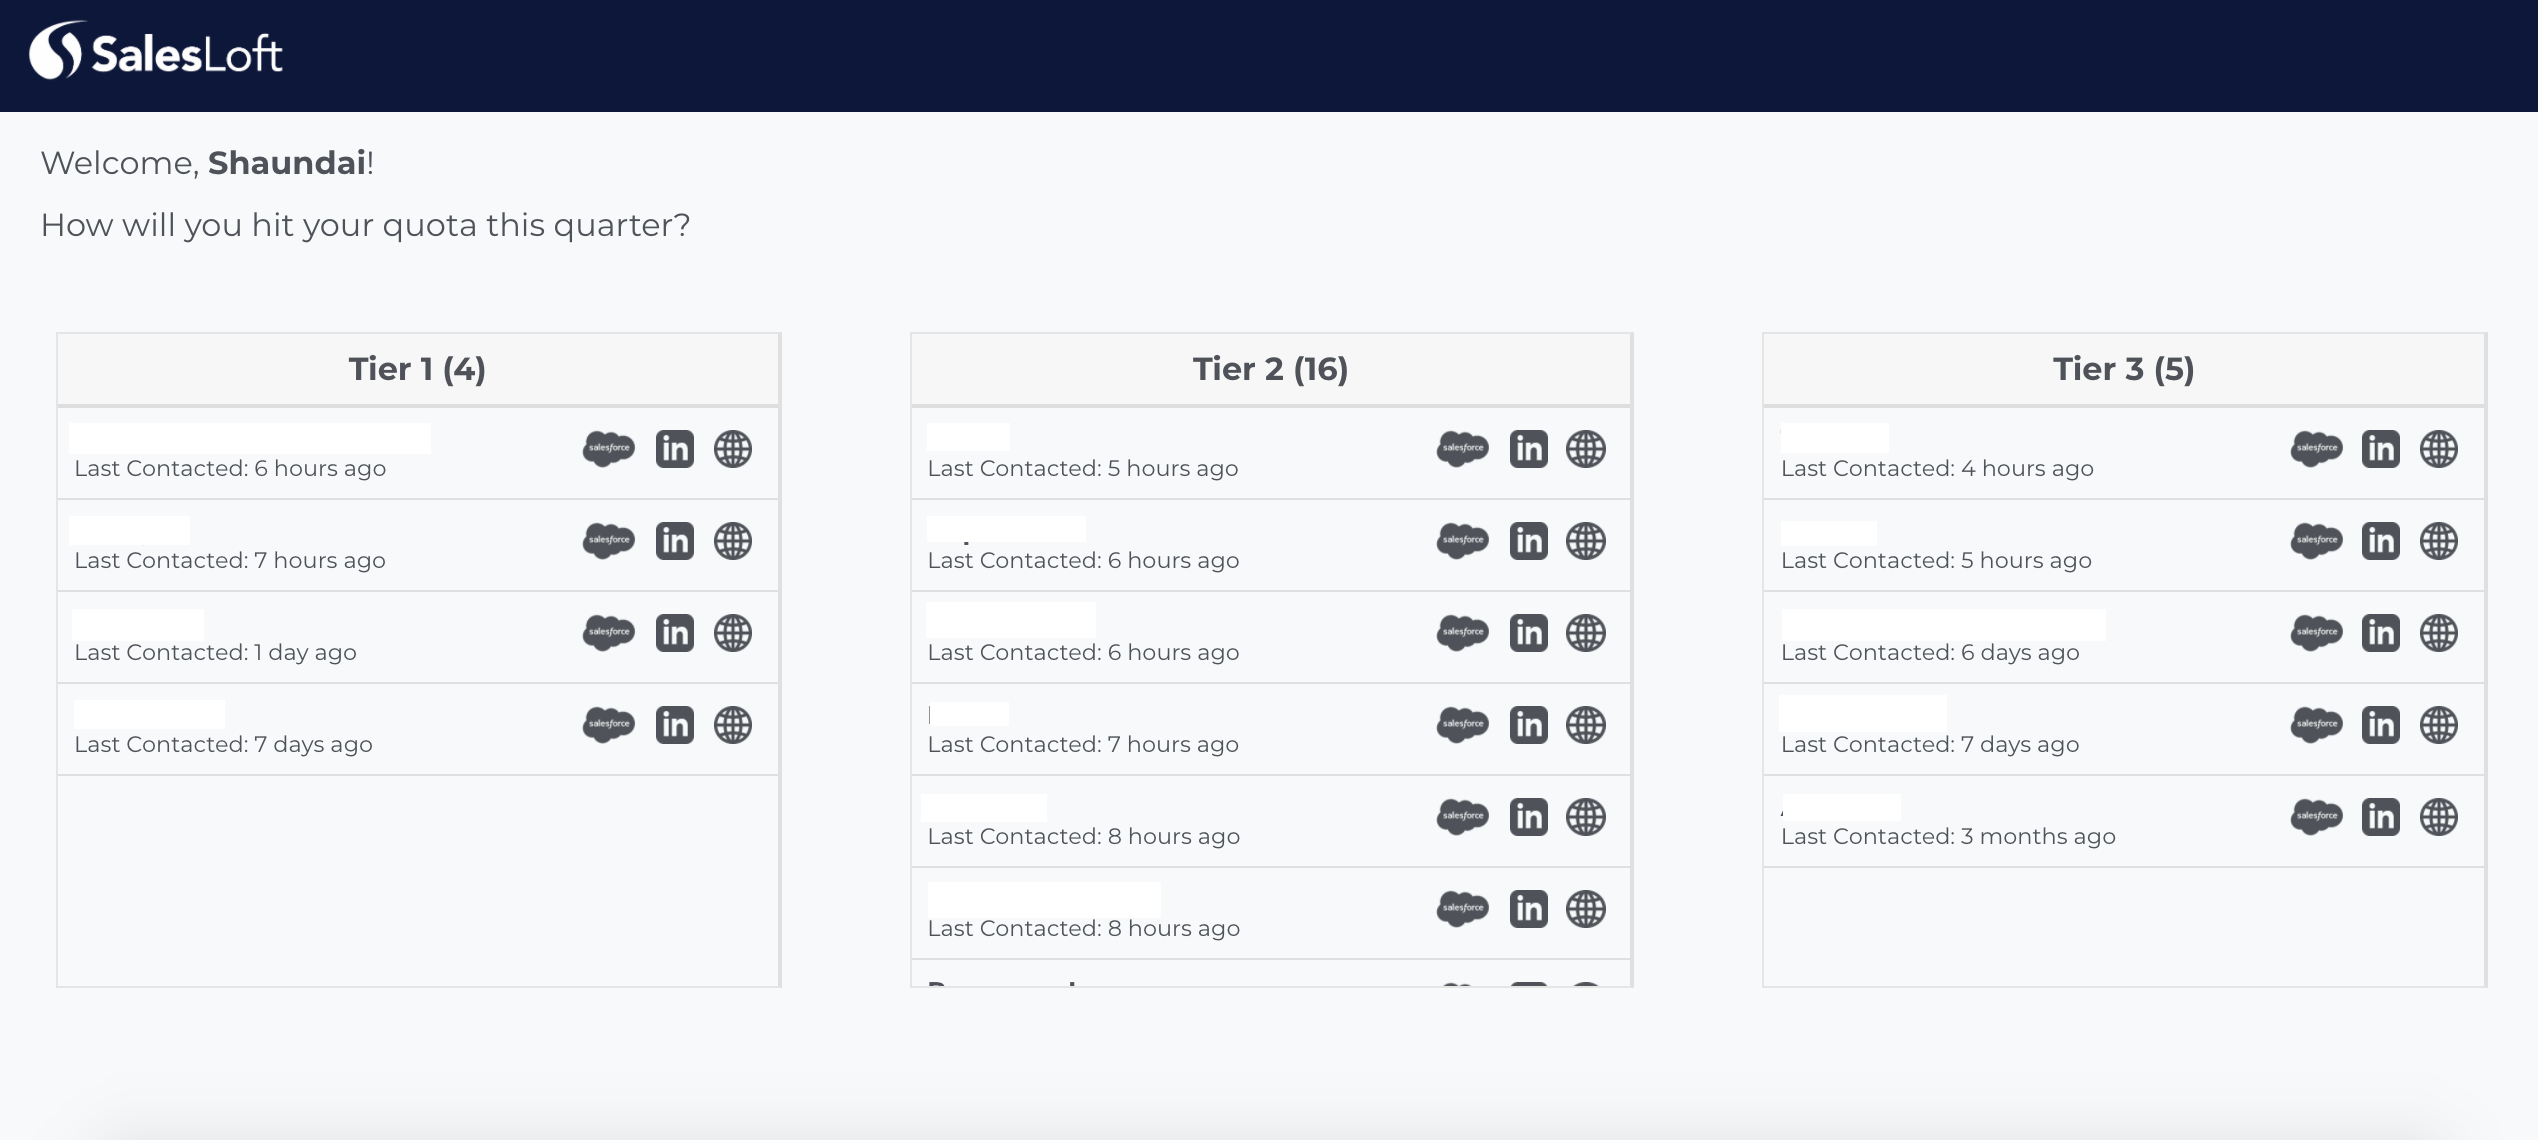 SalesLoft
Welcome, Shaundai!
How will you hit your quota this quarter?
Tier 1 (4)
salesforce in
Last Contacted: 6 hours ago
salesforce in
Last Contacted: 7 hours ago
salesforce in
Last Contacted: 1 day ago
salesforce in
Last Contacted: 7 days ago
Tier 2 (16)
salesforce in
Last Contacted: 5 hours ago
salesforce in
Last Contacted: 6 hours ago
salesforce in
Last Contacted: 6 hours ago
salesforce in
Last Contacted: 7 hours ago
salesforce in
Last Contacted: 8 hours ago
salesforce in
Last Contacted: 8 hours ago
Tier 3 (5)
salesforce in
Last Contacted: 4 hours ago
salesforce in
Last Contacted: 5 hours ago
salesforce in
Last Contacted: 6 days ago
salesforce in
Last Contacted: 7 days ago
salesforce in
Last Contacted: 3 months ago